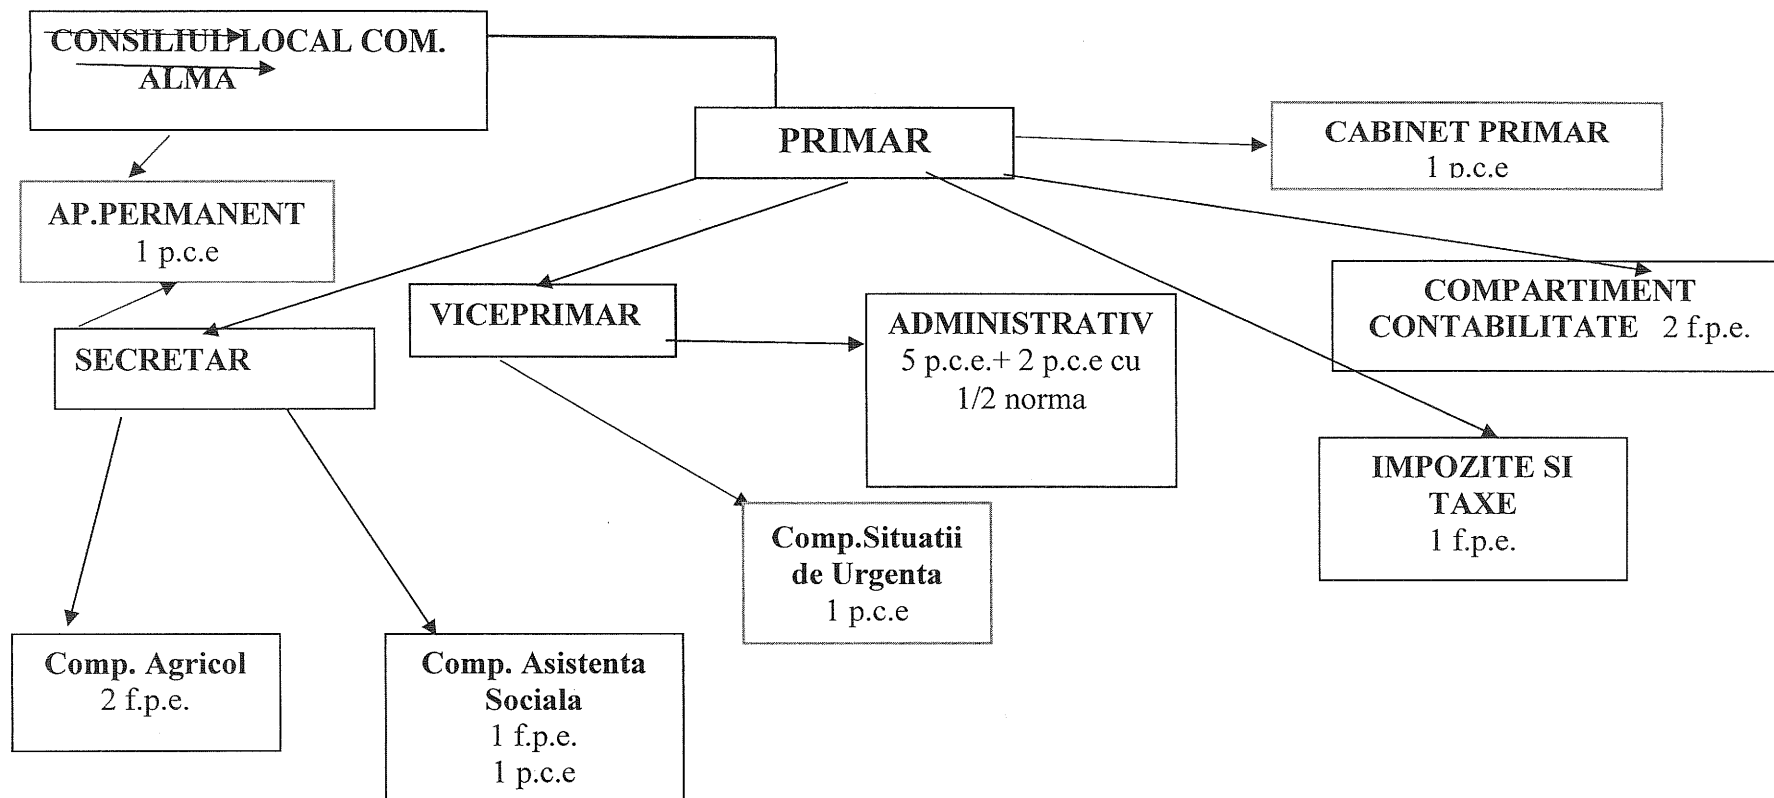 CONSILIUL LOCAL COM.
ALMA
PRIMAR
CABINET PRIMAR
1 p.c.e
AP.PERMANENT
1 p.c.e
SECRETAR
VICEPRIMAR
ADMINISTRATIV
5 p.c.e.+ 2 p.c.e cu
1/2 norma
COMPARTIMENT
CONTABILITATE 2 f.p.e.
IMPOZITE SI
TAXE
1 f.p.e.
Comp.Situatii
de Urgenta
1 p.c.e
Comp. Agricol
2 f.p.e.
Comp. Asistenta
Sociala
1 f.p.e.
1 p.c.e